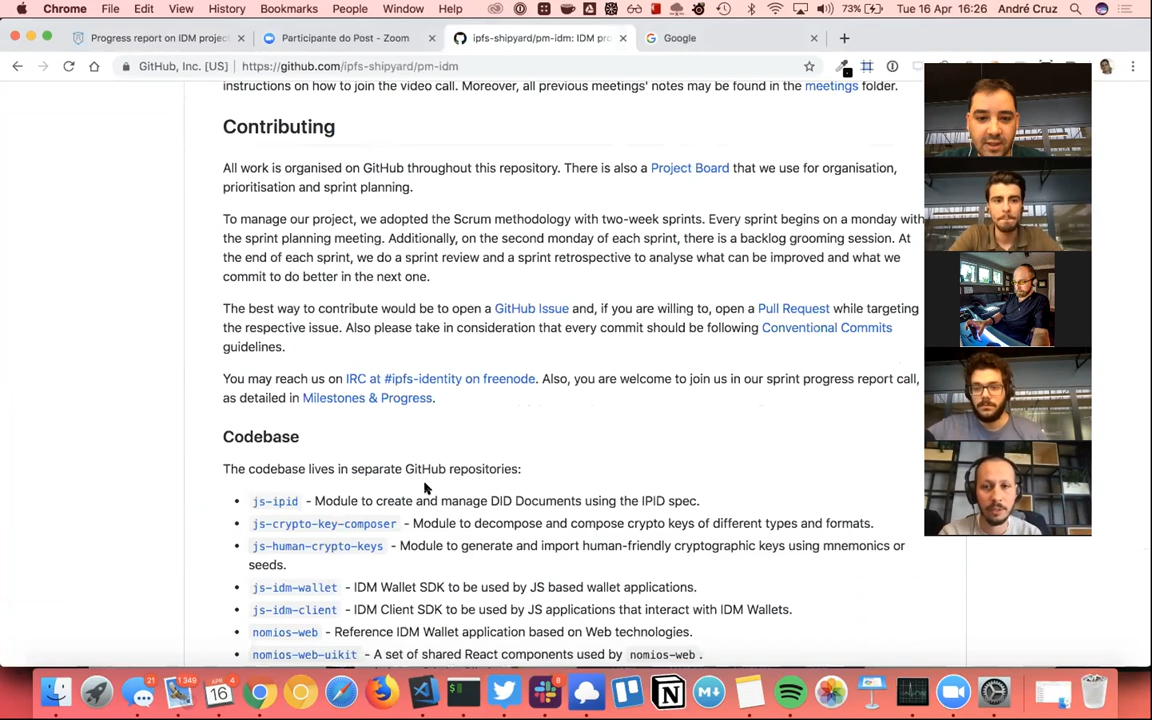 Chrome File Edit View History Bookmarks People Window Help 73% Tue 16 Apr 16:26 André Cruz
Progress report on IDM project × Participante do Post - Zoom × ipfs-shipyard/pm-idm: IDM pro × Google ×
GitHub, Inc. [US] https://github.com/ipfs-shipyard/pm-idm
instructions on how to join the video call. Moreover, all previous meetings' notes may be found in the meetings folder.
Contributing
All work is organised on GitHub throughout this repository. There is also a Project Board that we use for organisation,
prioritisation and sprint planning.
To manage our project, we adopted the Scrum methodology with two-week sprints. Every sprint begins on a monday with
the sprint planning meeting. Additionally, on the second monday of each sprint, there is a backlog grooming session. At
the end of each sprint, we do a sprint review and a sprint retrospective to analyse what can be improved and what we
commit to do better in the next one.
The best way to contribute would be to open a GitHub Issue and, if you are willing to, open a Pull Request while targeting
the respective issue. Also please take in consideration that every commit should be following Conventional Commits
guidelines.
You may reach us on IRC at #ipfs-identity on freenode. Also, you are welcome to join us in our sprint progress report call,
as detailed in Milestones & Progress.
Codebase
The codebase lives in separate GitHub repositories:
• js-ipid - Module to create and manage DID Documents using the IPID spec.
• js-crypto-key-composer - Module to decompose and compose crypto keys of different types and formats.
• js-human-crypto-keys - Module to generate and import human-friendly cryptographic keys using mnemonics or
seeds.
• js-idm-wallet - IDM Wallet SDK to be used by JS based wallet applications.
• js-idm-client - IDM Client SDK to be used by JS applications that interact with IDM Wallets.
• nomios-web - Reference IDM Wallet application based on Web technologies.
• nomios-web-uikit - A set of shared React components used by nomios-web.